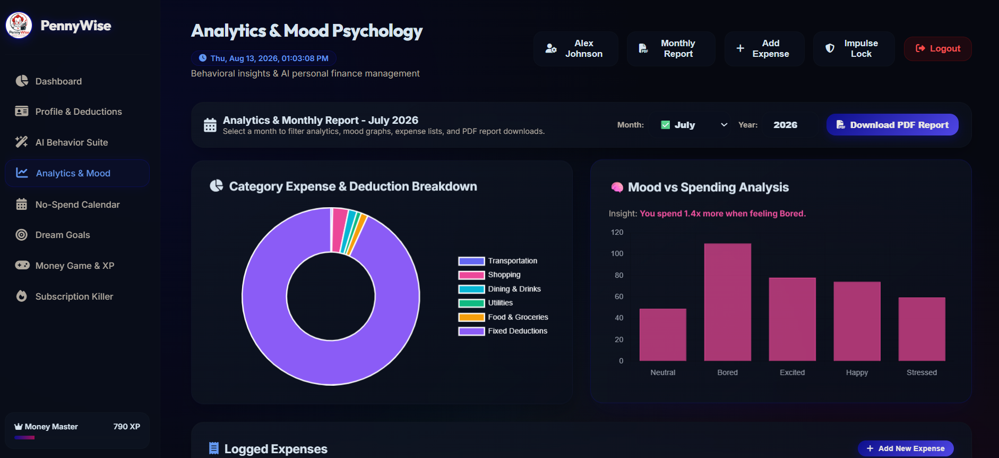 PennyWise
PennyWise
Dashboard
Profile & Deductions
AI Behavior Suite
Analytics & Mood
No-Spend Calendar
Dream Goals
Money Game & XP
Subscription Killer
Money Master 790 XP
Analytics & Mood Psychology
Thu, Aug 13, 2026, 01:03:08 PM
Behavioral insights & AI personal finance management
Alex
Johnson
PDF
Monthly
Report
Add
Expense
Impulse
Lock
Logout
Analytics & Monthly Report - July 2026
Select a month to filter analytics, mood graphs, expense lists, and PDF report downloads.
Month: July Year: 2026
PDF Download PDF Report
Category Expense & Deduction Breakdown
Transportation
Shopping
Dining & Drinks
Utilities
Food & Groceries
Fixed Deductions
Mood vs Spending Analysis
Insight: You spend 1.4x more when feeling Bored.
120
100
80
60
40
20
0
Neutral Bored Excited Happy Stressed
Logged Expenses
Add New Expense